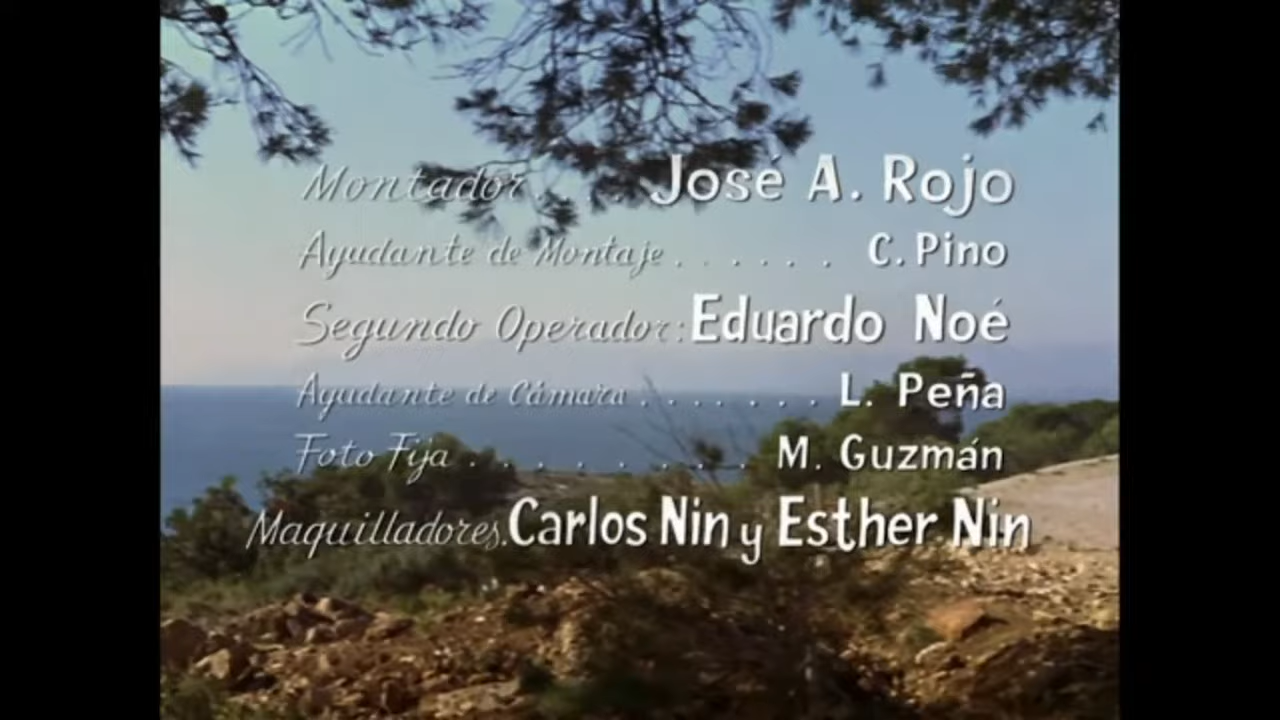 Montador. . . . José A. Rojo
Ayudante de Montaje . . . . . . C. Pino
Segundo Operador: Eduardo Noé
Ayudante de Cámara . . . . . . . L. Peña
Foto Fija . . . . . . . . . M. Guzmán
Maquilladores. Carlos Nin y Esther Nin